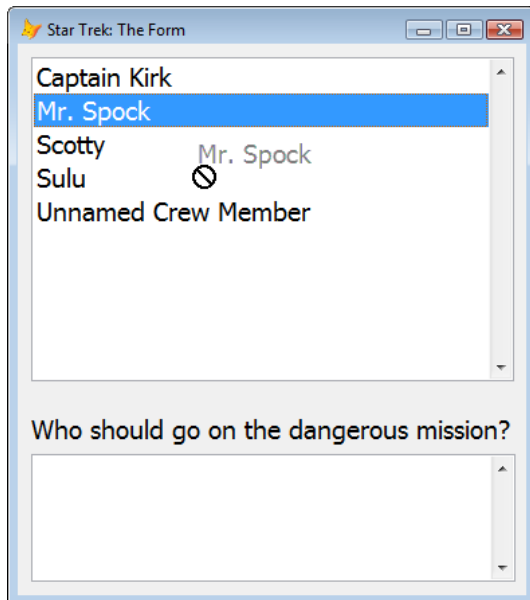 Star Trek: The Form
Captain Kirk
Mr. Spock
Scotty
Mr. Spock
Sulu
Unnamed Crew Member
Who should go on the dangerous mission?